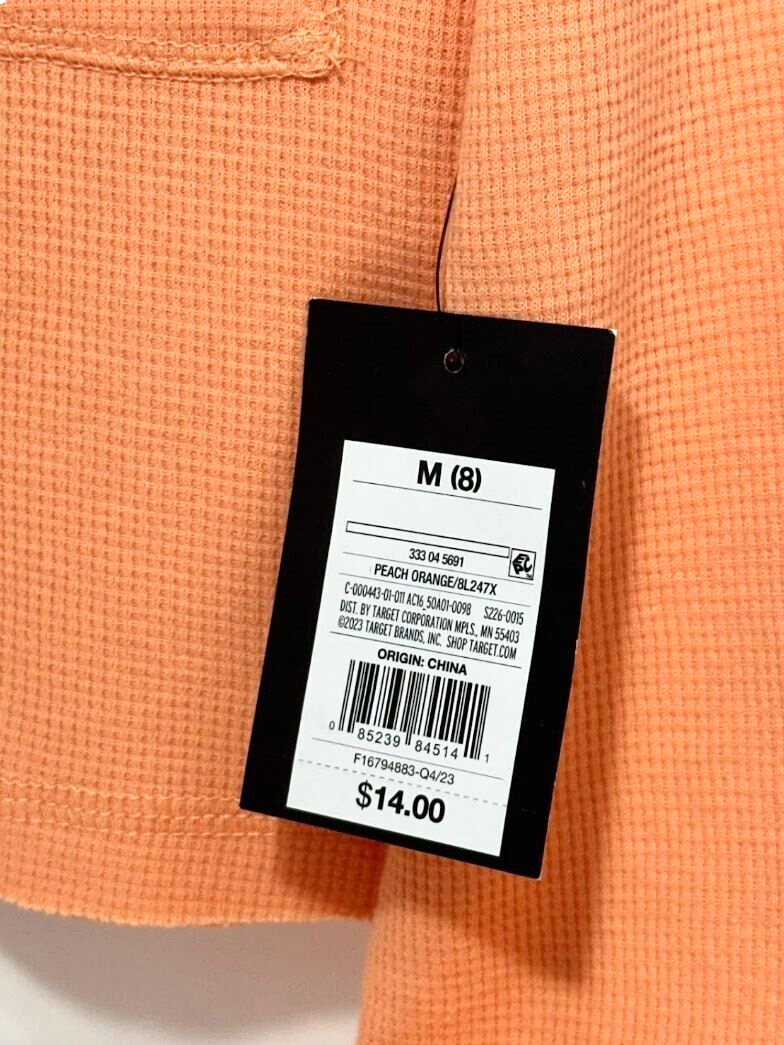 M (8)
333 04 5691
PEACH ORANGE/8L247X
C-000443-01-011 AC16_50A01-0098 S226-0015
DIST. BY TARGET CORPORATION MPLS., MN 55403
©2023 TARGET BRANDS, INC. SHOP TARGET.COM
ORIGIN: CHINA
0 85239 84514 1
F16794883-Q4/23
$14.00